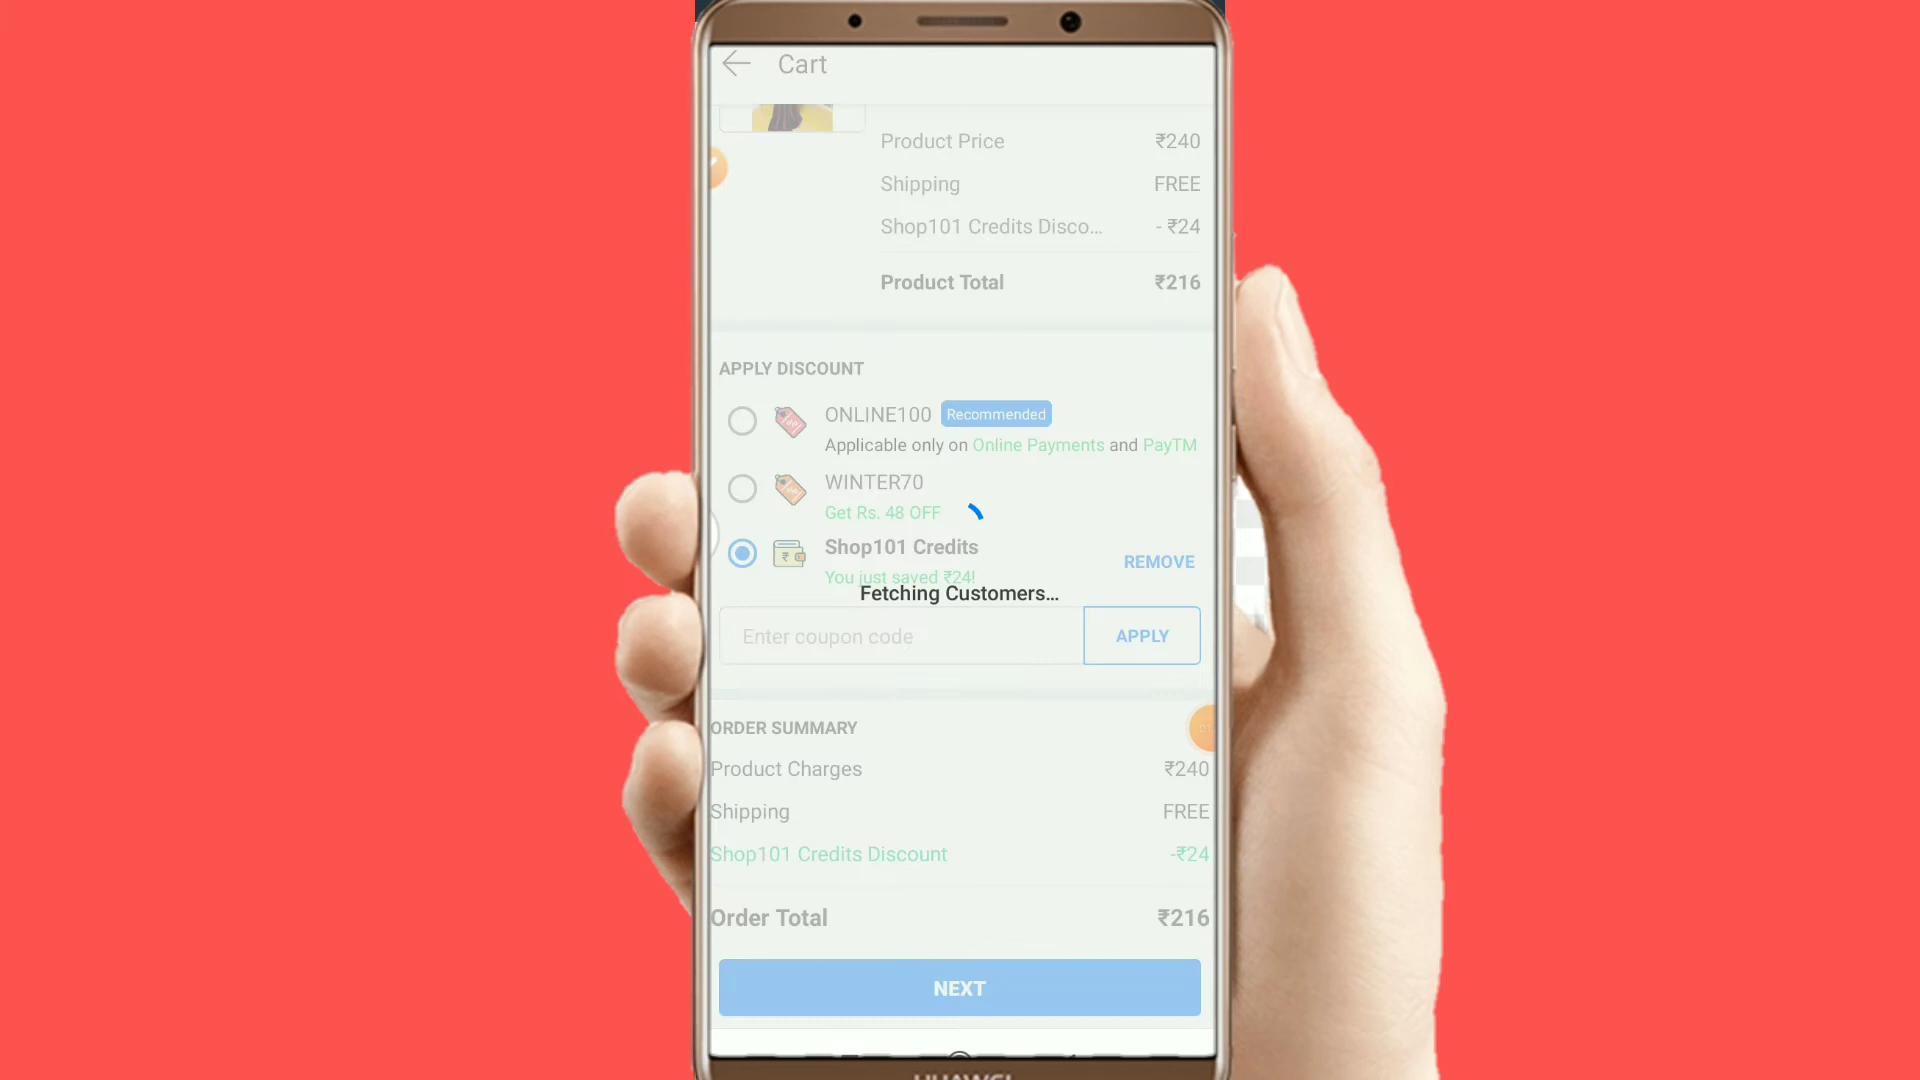 Cart
Product Price ₹240
Shipping FREE
Shop101 Credits Disco... - ₹24
Product Total ₹216
APPLY DISCOUNT
ONLINE100 Recommended
Applicable only on Online Payments and PayTM
WINTER70
Get Rs. 48 OFF
Shop101 Credits
REMOVE
You just saved ₹24!
Fetching Customers...
Enter coupon code APPLY
ORDER SUMMARY
Product Charges ₹240
Shipping FREE
Shop101 Credits Discount -₹24
Order Total ₹216
NEXT
HUAWEI